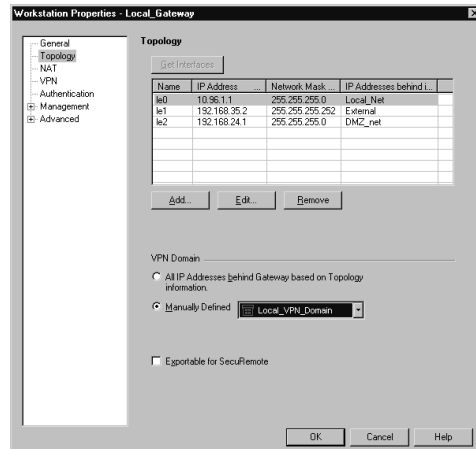 Workstation Properties - Local_Gateway
General
Topology
NAT
VPN
Authentication
Management
Advanced
Topology
Get Interfaces
Name IP Address ... Network Mask ... IP Addresses behind i...
le0 10.96.1.1 255.255.255.0 Local_Net
le1 192.168.35.2 255.255.255.252 External
le2 192.168.24.1 255.255.255.0 DMZ_net
Add... Edit... Remove
VPN Domain
All IP Addresses behind Gateway based on Topology
information.
Manually Defined Local_VPN_Domain
Exportable for SecuRemote
OK Cancel Help